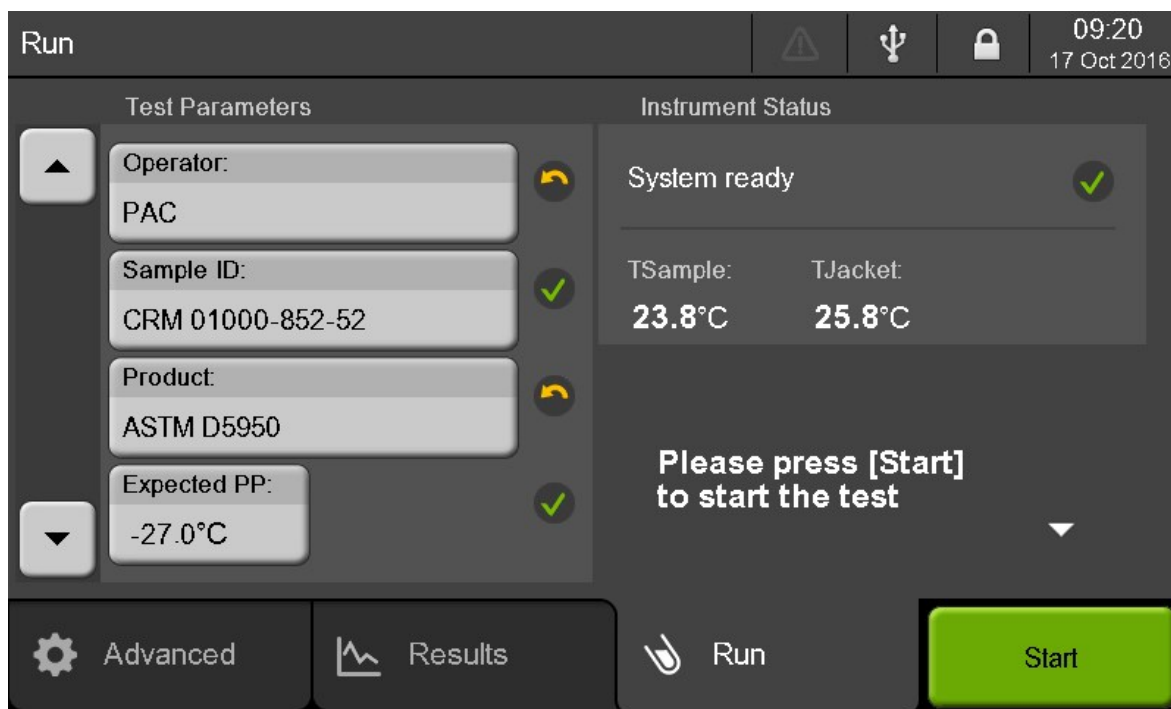 Run
09:20
17 Oct 2016
Test Parameters
Operator:
PAC
Sample ID:
CRM 01000-852-52
Product:
ASTM D5950
Expected PP:
-27.0°C
Instrument Status
System ready
TSample: TJacket:
23.8°C 25.8°C
Please press [Start]
to start the test
Advanced Results Run Start